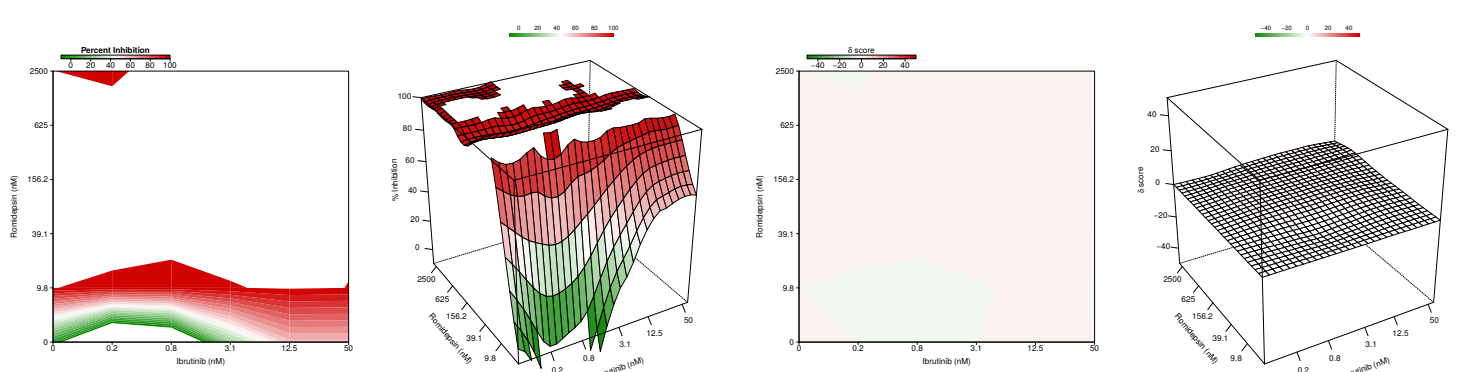 Percent Inhibition
0 20 40 60 80 100
2500
625
156.2
39.1
9.8
0
Romidepsin (nM)
0 0.2 0.8 3.1 12.5 50
Ibrutinib (nM)
0 20 40 60 80 100
100
80
60
40
20
0
% Inhibition
2500
625
156.2
39.1
9.8
Romidepsin (nM)
0.2 0.8 3.1 12.5 50
utinib (nM)
δ score
−40 −20 0 20 40
2500
625
156.2
39.1
9.8
0
Romidepsin (nM)
0 0.2 0.8 3.1 12.5 50
Ibrutinib (nM)
−40 −20 0 20 40
40
20
0
−20
−40
δ score
2500
625
156.2
39.1
9.8
Romidepsin (nM)
0.2 0.8 3.1 12.5 50
utinib (nM)